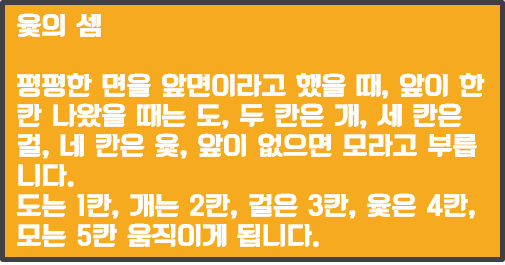 윷의 셈
평평한 면을 앞면이라고 했을 때, 앞이 한
칸 나왔을 때는 도, 두 칸은 개, 세 칸은
걸, 네 칸은 윷, 앞이 없으면 모라고 부릅
니다.
도는 1칸, 개는 2칸, 걸은 3칸, 윷은 4칸,
모는 5칸 움직이게 됩니다.